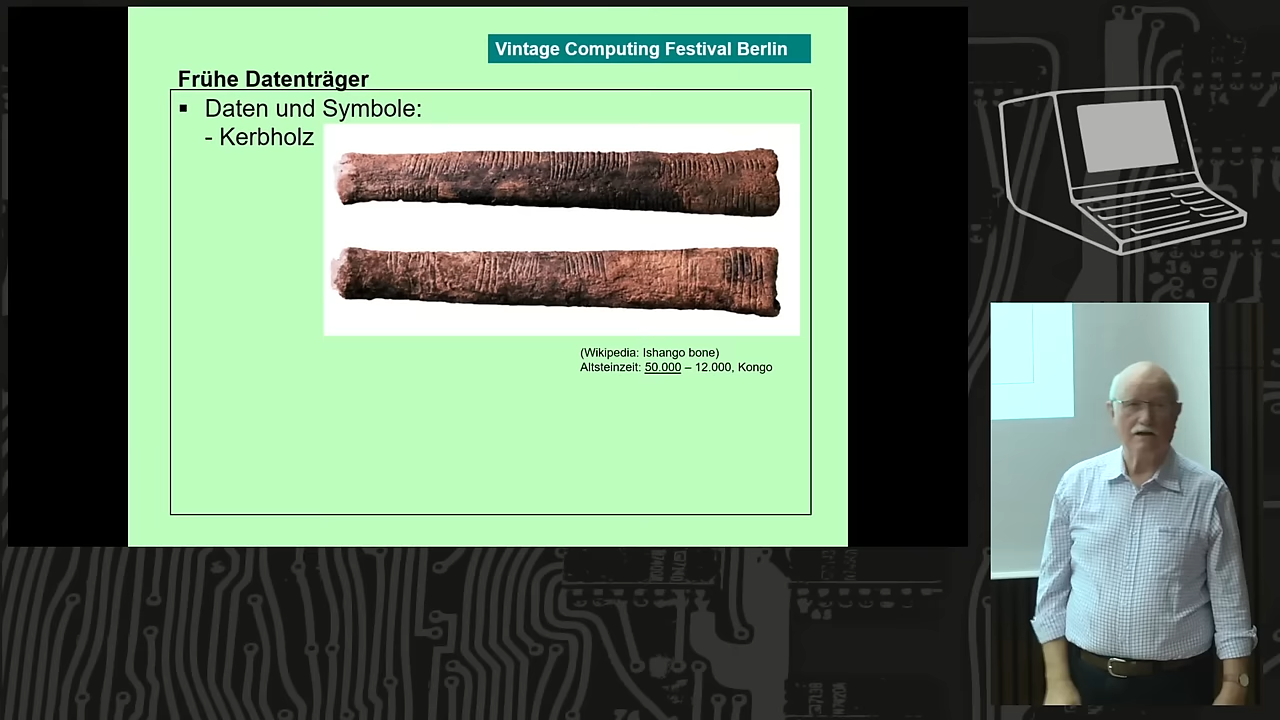 Vintage Computing Festival Berlin
Frühe Datenträger
▪ Daten und Symbole:
- Kerbholz
(Wikipedia: Ishango bone)
Altsteinzeit: 50.000 – 12.000, Kongo